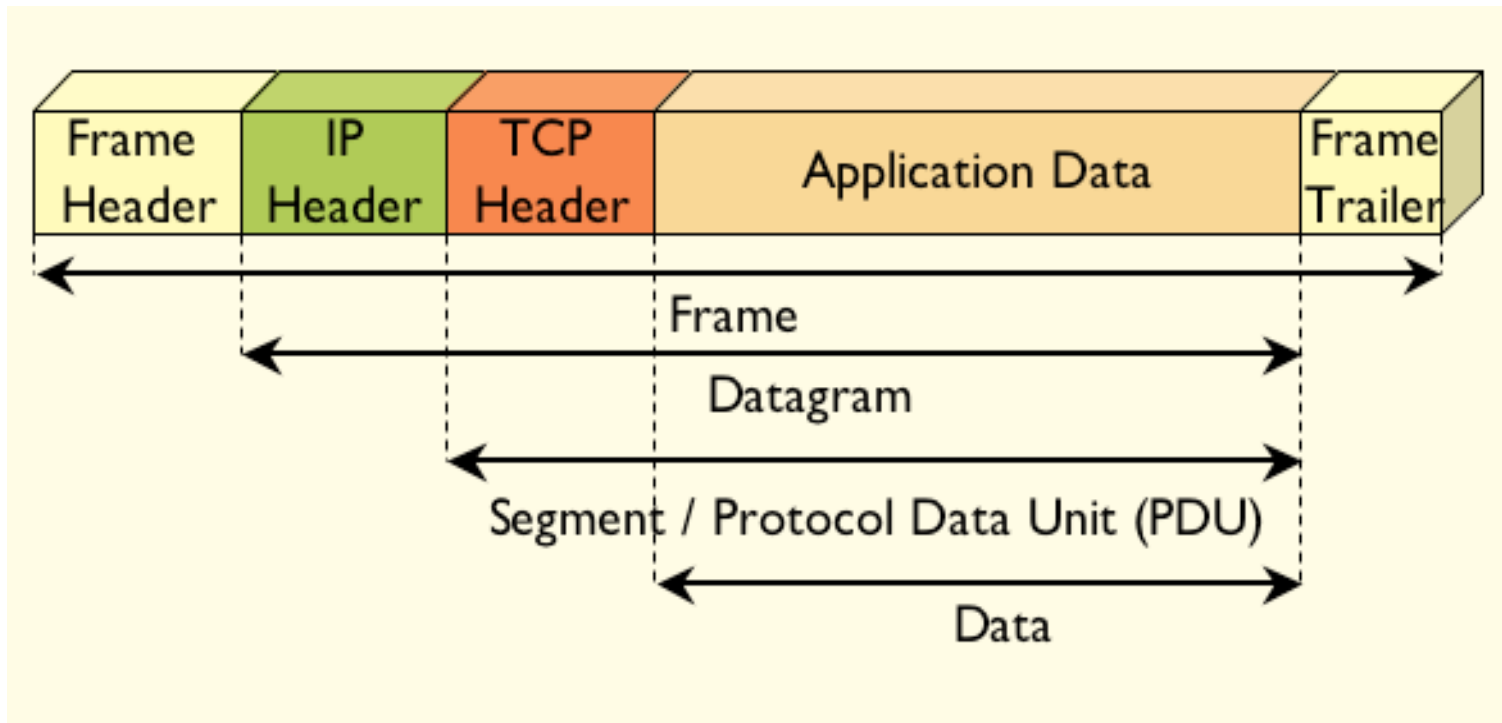 Frame
Header
IP
Header
TCP
Header
Application Data
Frame
Trailer
Frame
Datagram
Segment / Protocol Data Unit (PDU)
Data